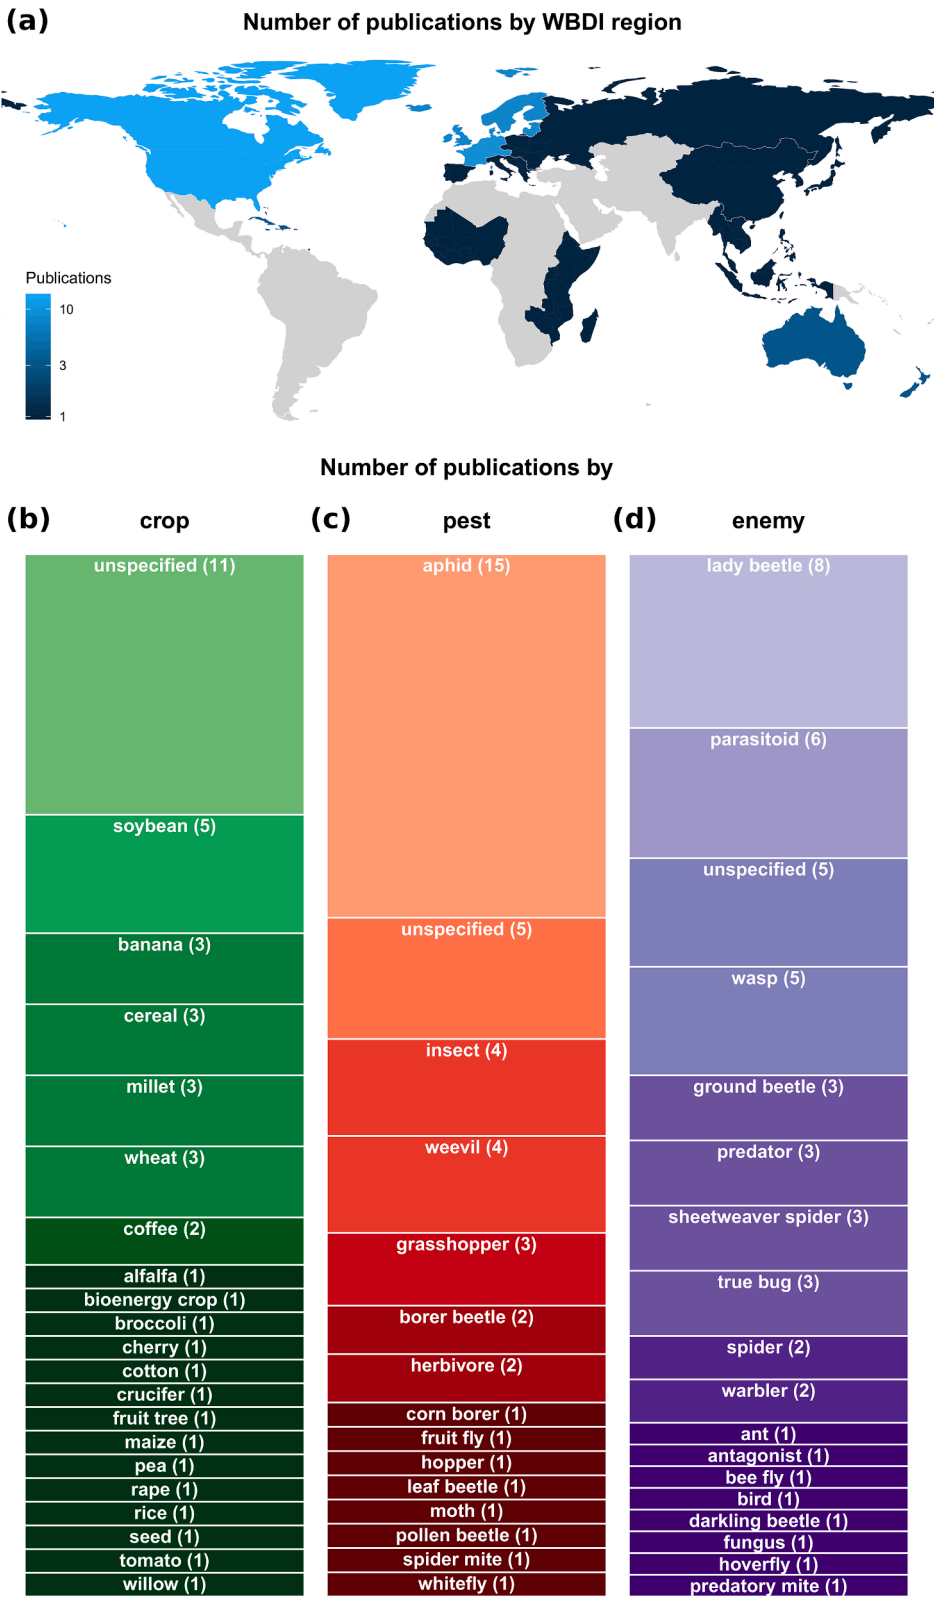 (a)
Number of publications by WBDI region
Publications
10
3
1
Number of publications by
(b)
crop
(c)
pest
(d)
enemy
unspecified (11)
soybean (5)
banana (3)
cereal (3)
millet (3)
wheat (3)
coffee (2)
alfalfa (1)
bioenergy crop (1)
broccoli (1)
cherry (1)
cotton (1)
crucifer (1)
fruit tree (1)
maize (1)
pea (1)
rape (1)
rice (1)
seed (1)
tomato (1)
willow (1)
aphid (15)
unspecified (5)
insect (4)
weevil (4)
grasshopper (3)
borer beetle (2)
herbivore (2)
corn borer (1)
fruit fly (1)
hopper (1)
leaf beetle (1)
moth (1)
pollen beetle (1)
spider mite (1)
whitefly (1)
lady beetle (8)
parasitoid (6)
unspecified (5)
wasp (5)
ground beetle (3)
predator (3)
sheetweaver spider (3)
true bug (3)
spider (2)
warbler (2)
ant (1)
antagonist (1)
bee fly (1)
bird (1)
darkling beetle (1)
fungus (1)
hoverfly (1)
predatory mite (1)